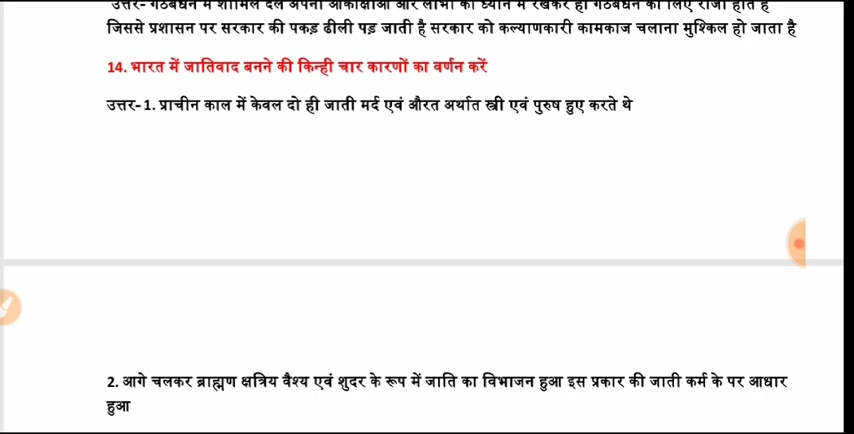 उत्तर- गठबंधन में शामिल दल अपनी आकांक्षाओं और लाभों को ध्यान में रखकर ही गठबंधन के लिए राजी होते हैं
जिससे प्रशासन पर सरकार की पकड़ ढीली पड़ जाती है सरकार को कल्याणकारी कामकाज चलाना मुश्किल हो जाता है
14. भारत में जातिवाद बनने की किन्ही चार कारणों का वर्णन करें
उत्तर-1. प्राचीन काल में केवल दो ही जाती मर्द एवं औरत अर्थात स्त्री एवं पुरुष हुए करते थे
2. आगे चलकर ब्राह्मण क्षत्रिय वैश्य एवं शुदर के रूप में जाति का विभाजन हुआ इस प्रकार की जाती कर्म के पर आधार
हुआ